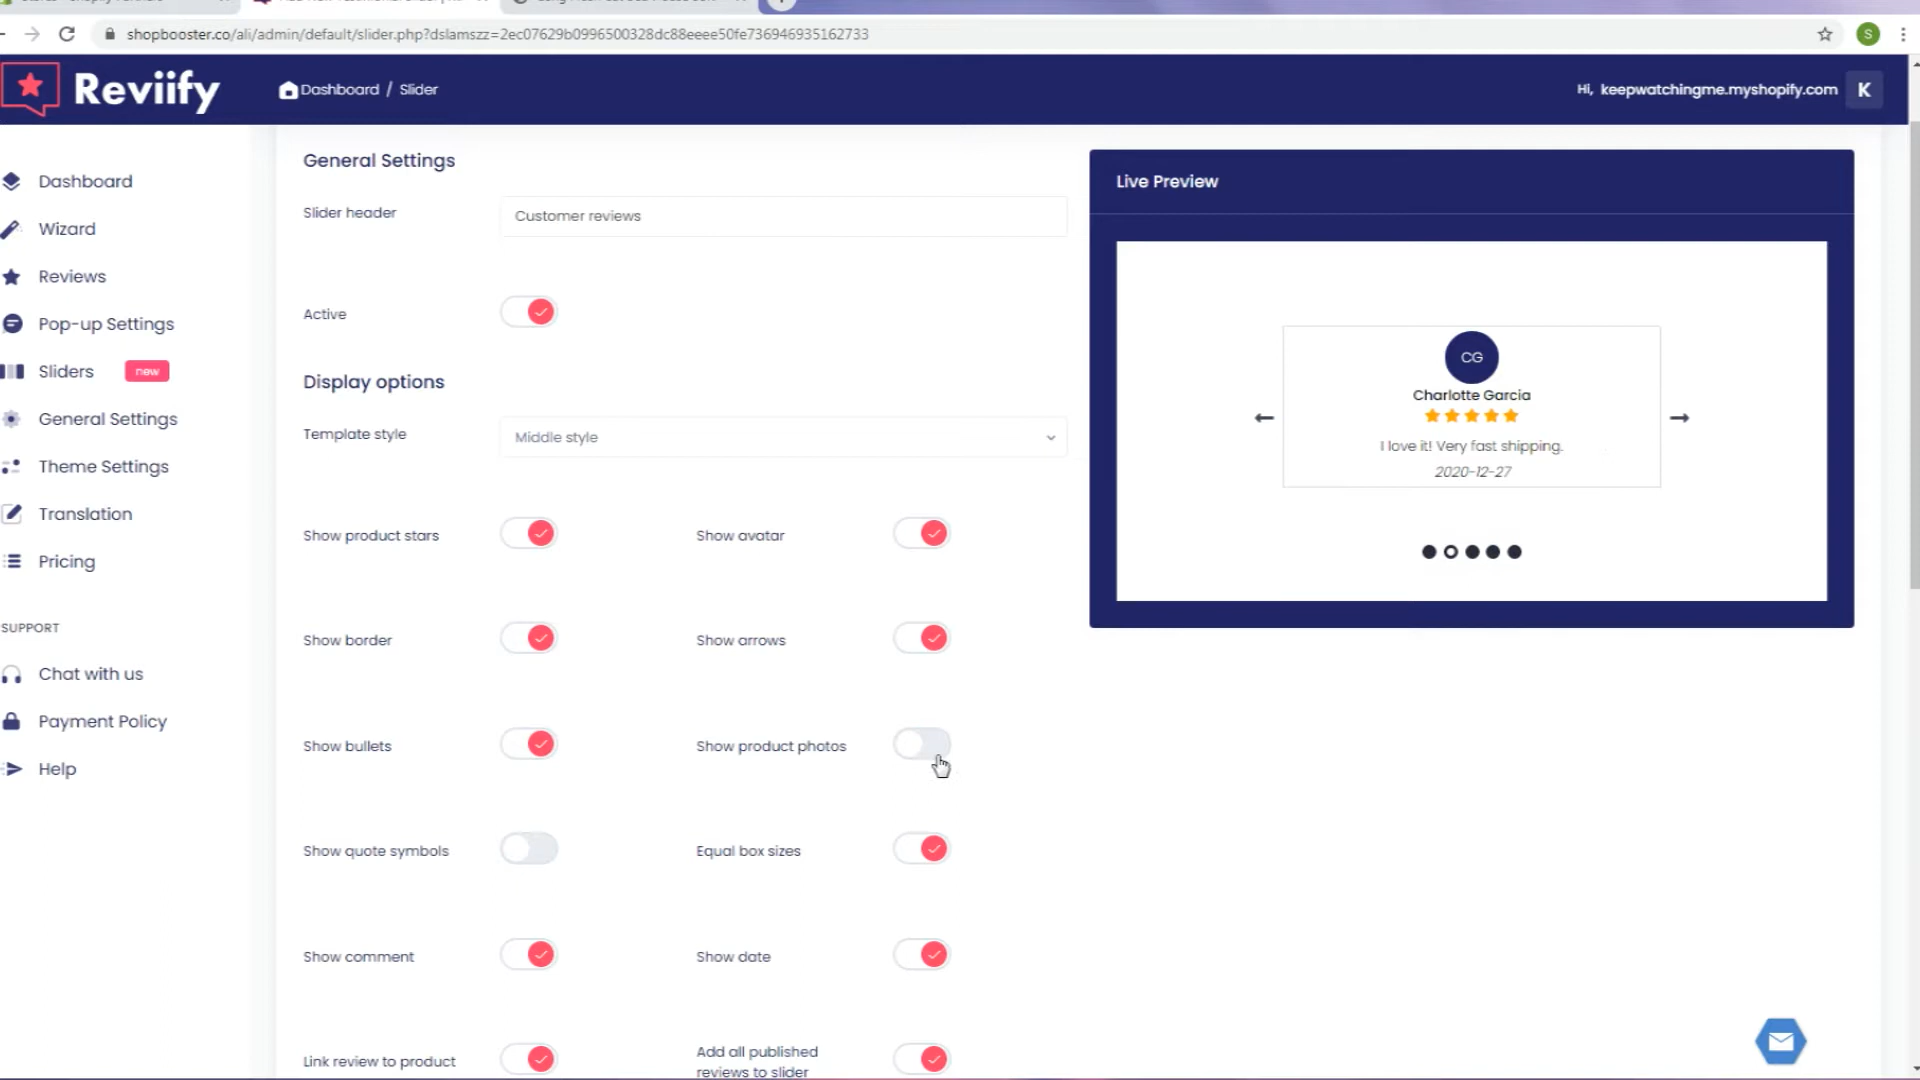 shopbooster.co/ali/admin/default/slider.php?dslamszz=2ec07629b0996500328dc88eeee50fe736946935162733
S
Reviify
Dashboard / Slider
Hi, keepwatchingme.myshopify.com
K
Dashboard
Wizard
Reviews
Pop-up Settings
Sliders new
General Settings
Theme Settings
Translation
Pricing
SUPPORT
Chat with us
Payment Policy
Help
General Settings
Slider header
Customer reviews
Active
Display options
Template style
Middle style
Show product stars
Show avatar
Show border
Show arrows
Show bullets
Show product photos
Show quote symbols
Equal box sizes
Show comment
Show date
Link review to product
Add all published
reviews to slider
Live Preview
CG
Charlotte Garcia
I love it! Very fast shipping.
2020-12-27